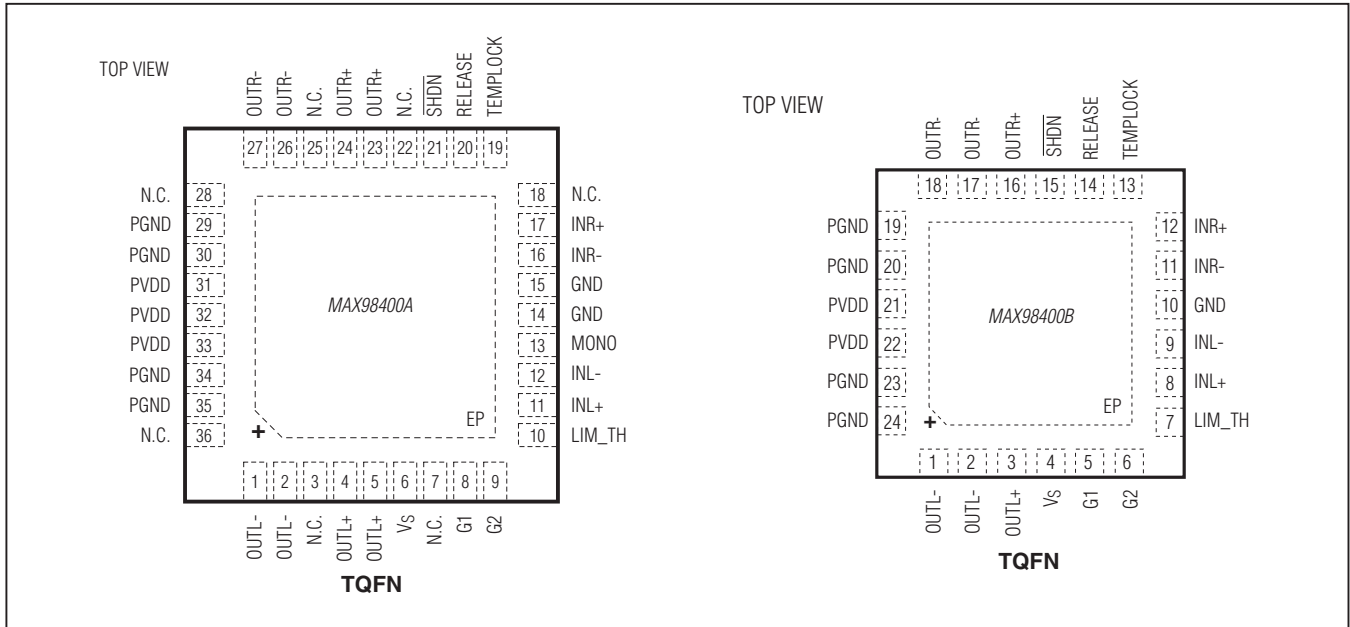 TOP VIEW
OUTR- OUTR- N.C. OUTR+ OUTR+ N.C. SHDN RELEASE TEMPLOCK
27 26 25 24 23 22 21 20 19
N.C. 28
PGND 29
PGND 30
PVDD 31
PVDD 32
PVDD 33
PGND 34
PGND 35
N.C. 36
MAX98400A
EP
+
18 N.C.
17 INR+
16 INR-
15 GND
14 GND
13 MONO
12 INL-
11 INL+
10 LIM_TH
1 2 3 4 5 6 7 8 9
OUTL- OUTL- N.C. OUTL+ OUTL+ VS N.C. G1 G2
TQFN
TOP VIEW
OUTR- OUTR- OUTR+ SHDN RELEASE TEMPLOCK
18 17 16 15 14 13
PGND 19
PGND 20
PVDD 21
PVDD 22
PGND 23
PGND 24
MAX98400B
EP
+
12 INR+
11 INR-
10 GND
9 INL-
8 INL+
7 LIM_TH
1 2 3 4 5 6
OUTL- OUTL- OUTL+ VS G1 G2
TQFN